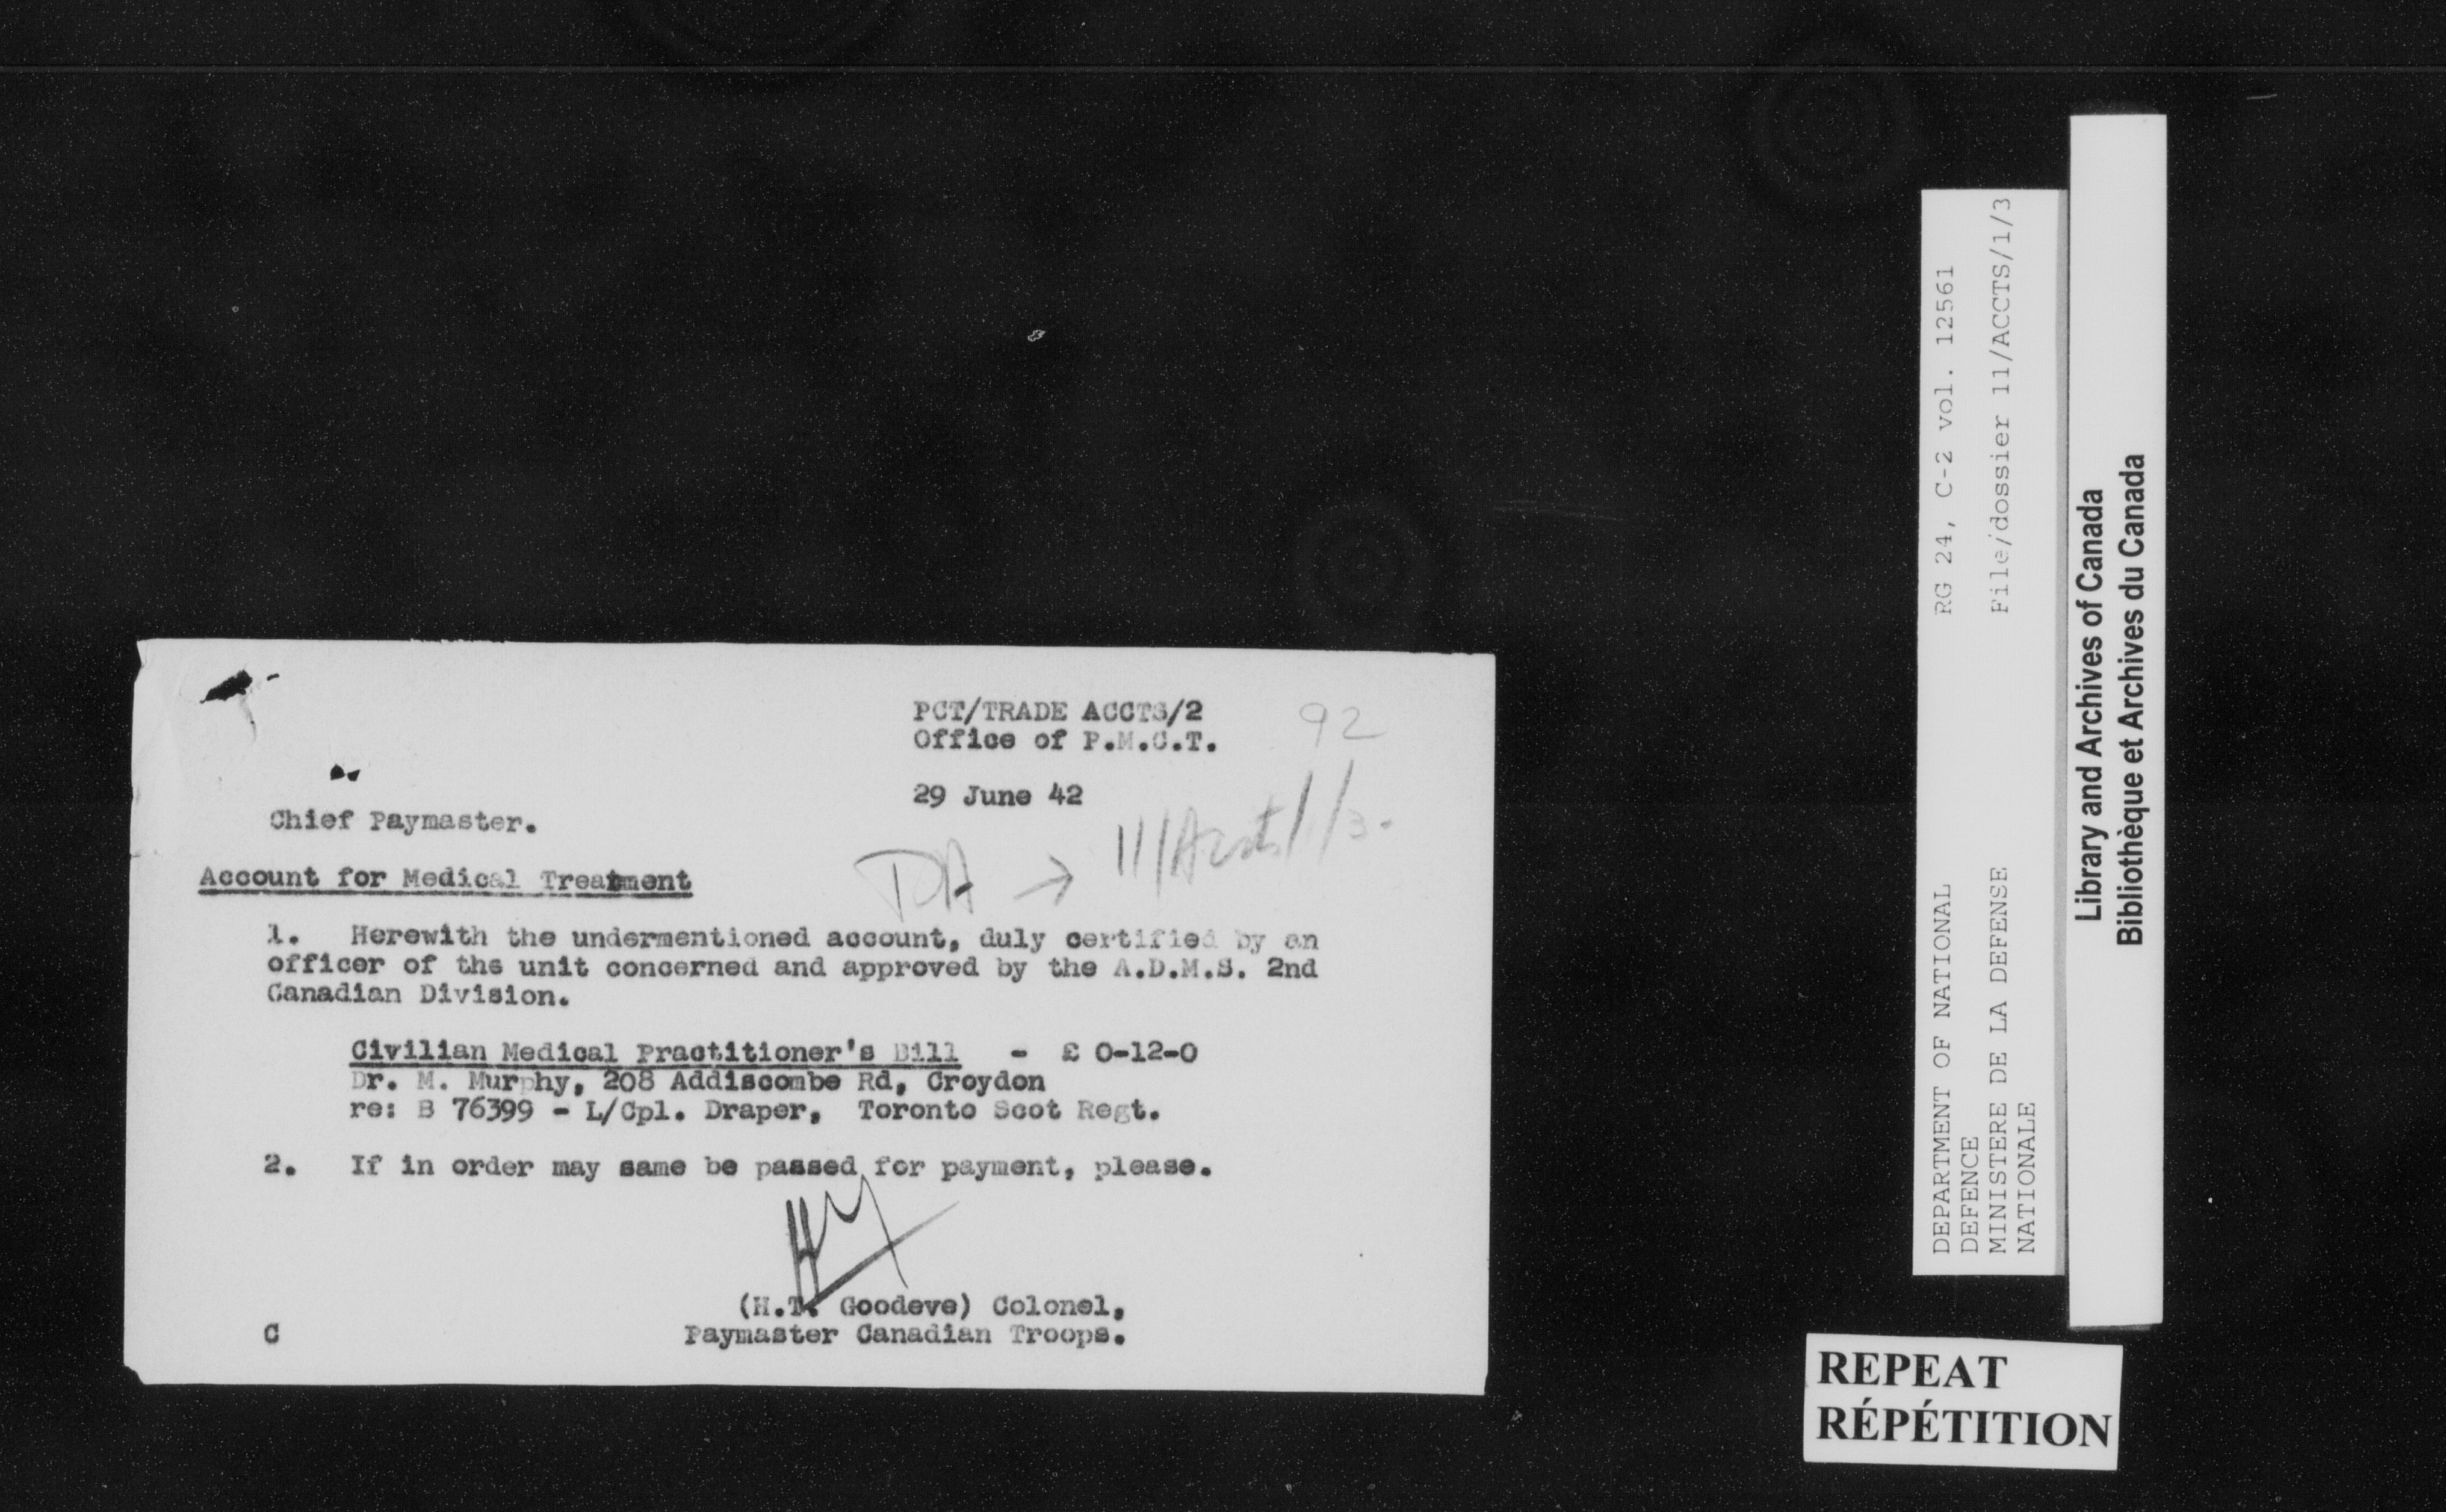 PCT/TRADE ACCTS/2
Office of P.M.C.T.
92
29 June 42
Chief Paymaster.
DA → 11/Accts/1/3.
Account for Medical Treatment
1. Herewith the undermentioned account, duly certified by an
officer of the unit concerned and approved by the A.D.M.S. 2nd
Canadian Division.
Civilian Medical Practitioner's Bill - £ 0-12-0
Dr. M. Murphy, 208 Addiscombe Rd, Croydon
re: B 76399 - L/Cpl. Draper, Toronto Scot Regt.
2. If in order may same be passed for payment, please.
(H.T. Goodeve) Colonel,
C Paymaster Canadian Troops.
DEPARTMENT OF NATIONAL RG 24, C-2 vol. 12561
DEFENCE
MINISTERE DE LA DEFENSE File/dossier 11/ACCTS/1/3
NATIONALE
Library and Archives of Canada
Bibliothèque et Archives du Canada
REPEAT
RÉPÉTITION